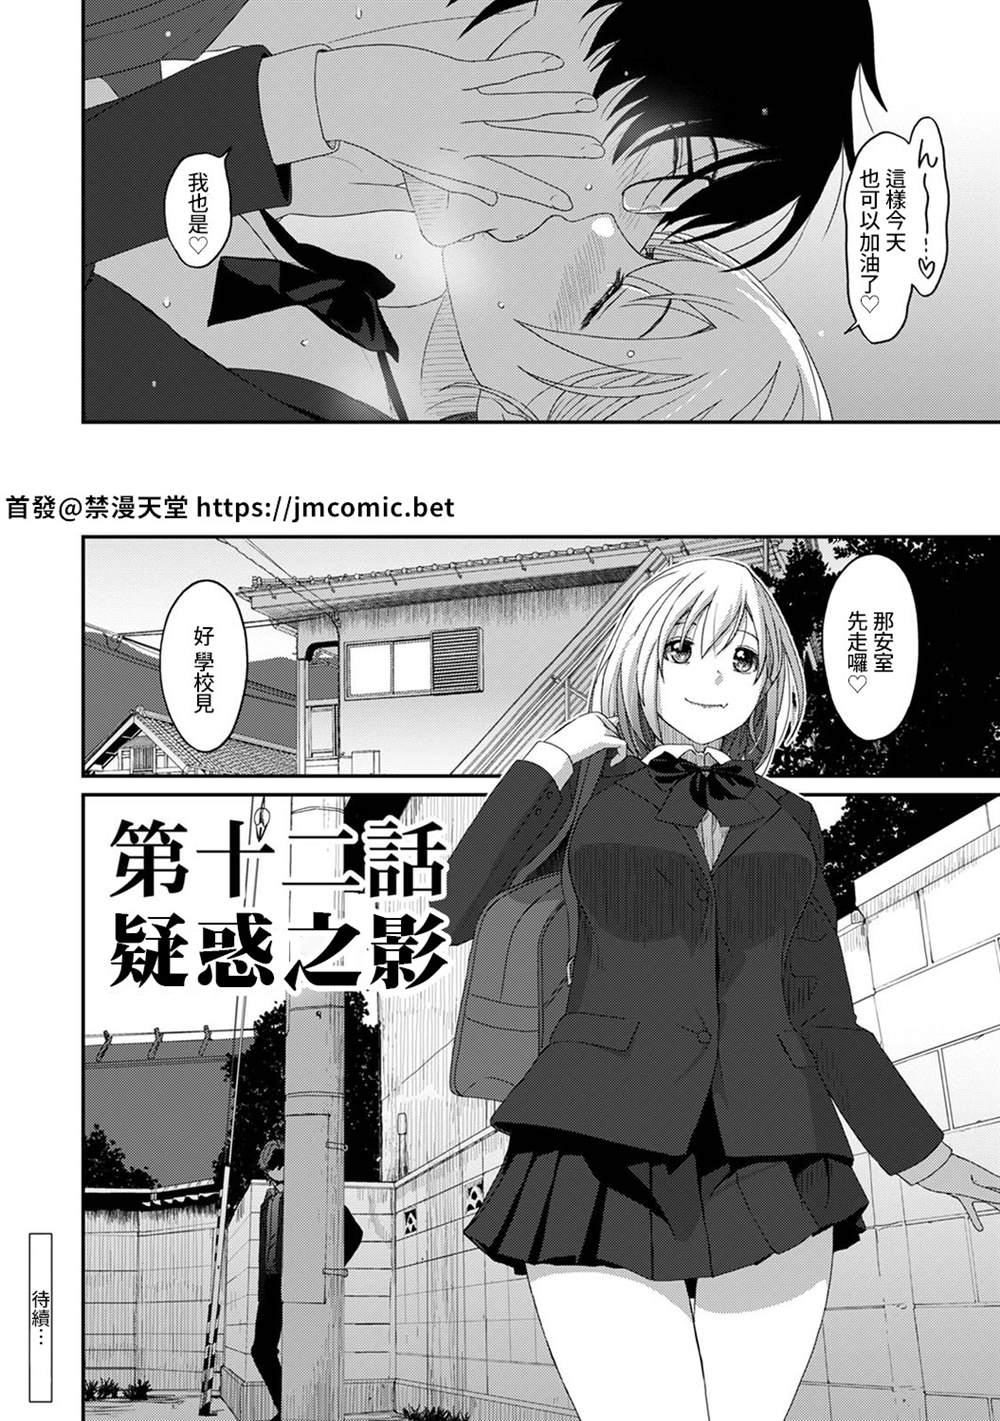 ん〜〜…♡
這樣今天
也可以加油了♡
我也是♡
首發@禁漫天堂 https://jmcomic.bet
那安室
先走囉♡
好 學校見
第十二話
疑惑之影
待續…